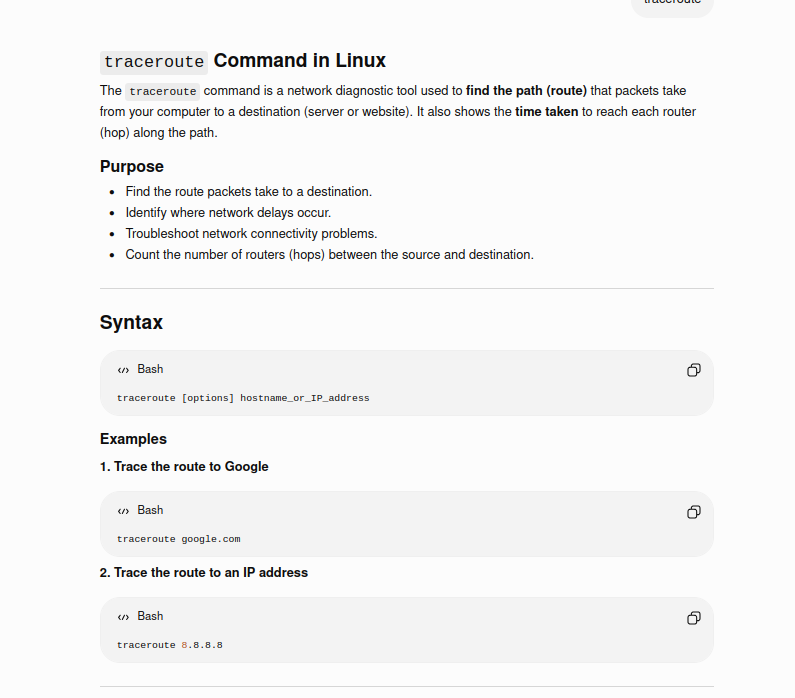 traceroute
traceroute Command in Linux
The traceroute command is a network diagnostic tool used to find the path (route) that packets take
from your computer to a destination (server or website). It also shows the time taken to reach each router
(hop) along the path.
Purpose
Find the route packets take to a destination.
Identify where network delays occur.
Troubleshoot network connectivity problems.
Count the number of routers (hops) between the source and destination.
Syntax
Bash
traceroute [options] hostname_or_IP_address
Examples
1. Trace the route to Google
Bash
traceroute google.com
2. Trace the route to an IP address
Bash
traceroute 8.8.8.8